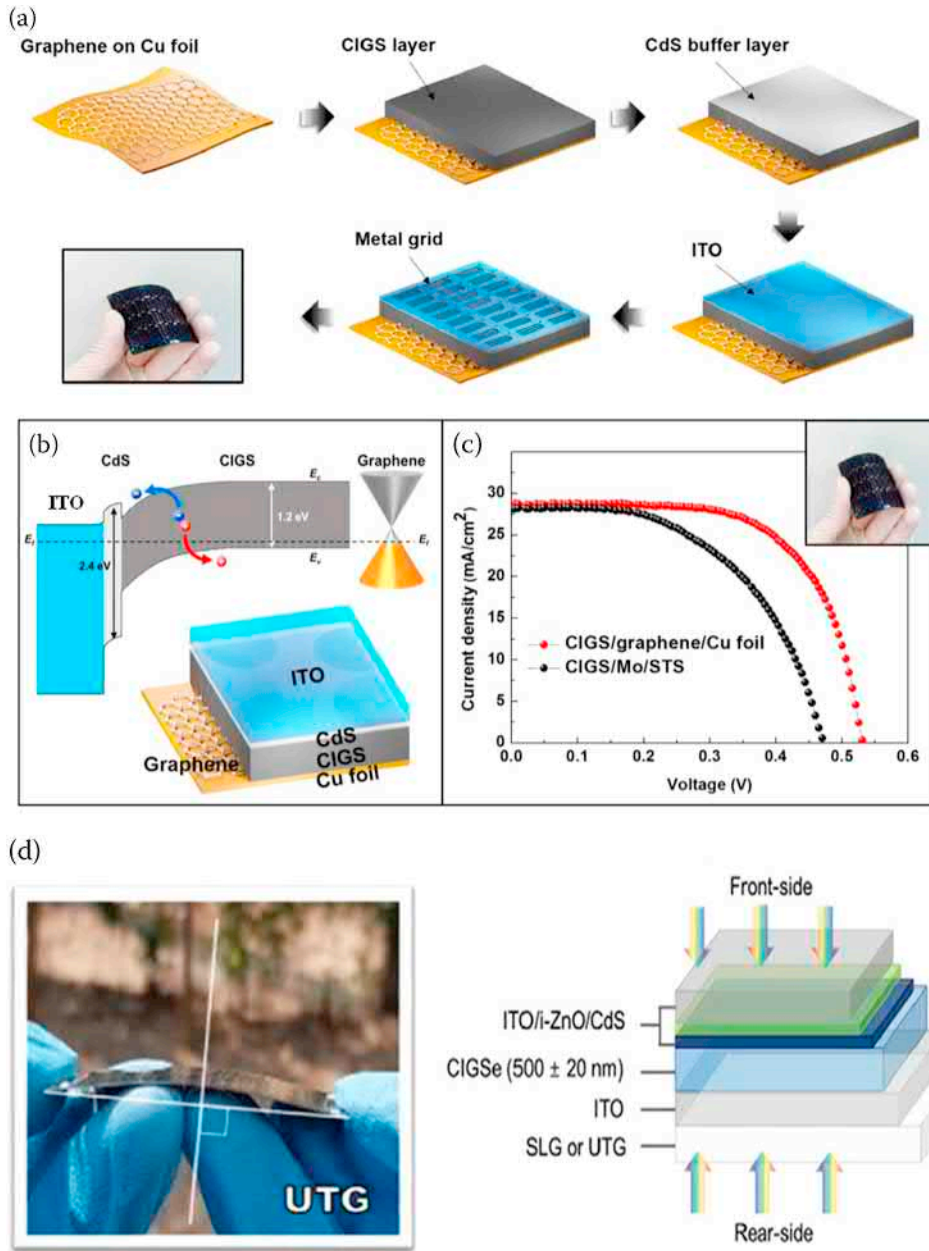 (a)
Graphene on Cu foil
CIGS layer
CdS buffer layer
Metal grid
ITO
(b)
CdS
CIGS
Graphene
ITO
E_c
1.2 eV
E_f
E_f
2.4 eV
E_v
ITO
CdS
CIGS
Graphene
Cu foil
(c)
Current density (mA/cm²)
30
25
20
15
10
5
0
CIGS/graphene/Cu foil
CIGS/Mo/STS
0.0
0.1
0.2
0.3
0.4
0.5
0.6
Voltage (V)
(d)
UTG
Front-side
ITO/i-ZnO/CdS
CIGSe (500 ± 20 nm)
ITO
SLG or UTG
Rear-side